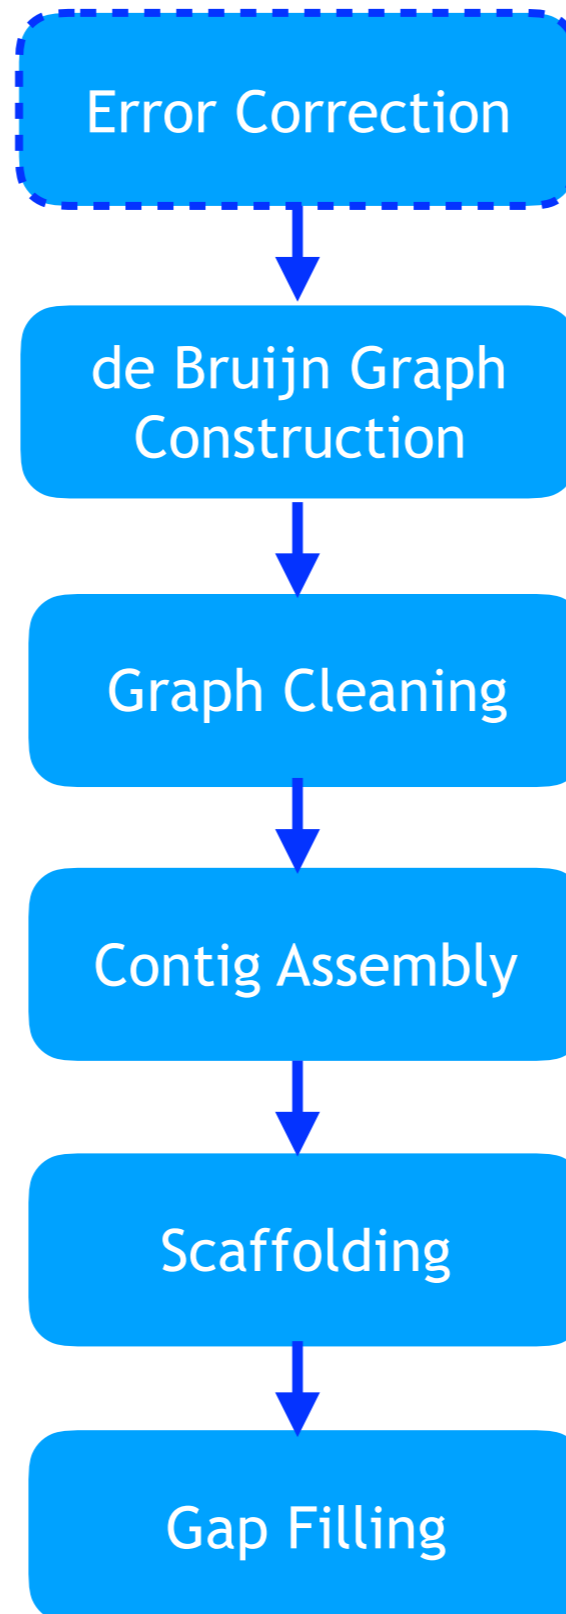 Error Correction
de Bruijn Graph
Construction
Graph Cleaning
Contig Assembly
Scaffolding
Gap Filling